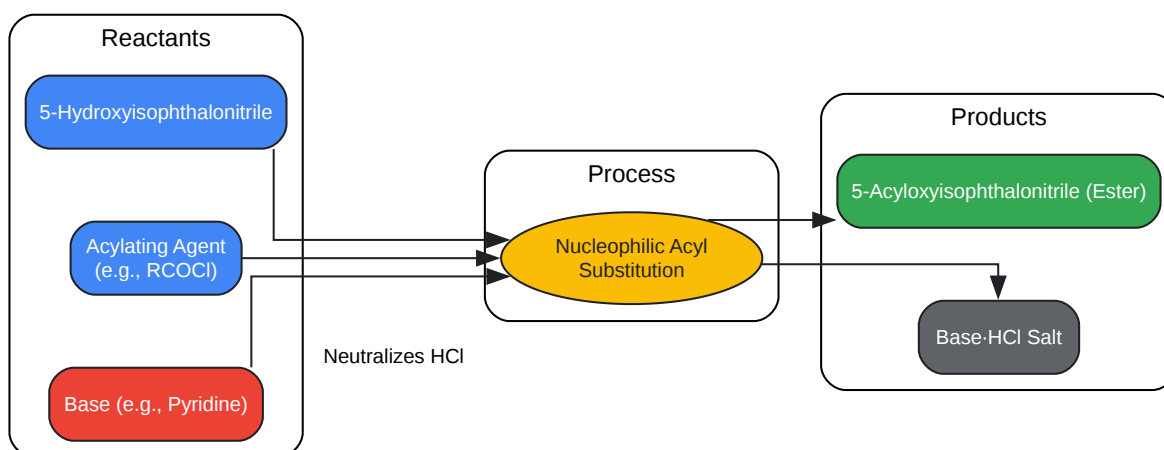 Reactants
5-Hydroxyisophthalonitrile
Acylating Agent
(e.g., RCOCl)
Base (e.g., Pyridine)
Neutralizes HCl
Process
Nucleophilic Acyl
Substitution
Products
5-Acyloxyisophthalonitrile (Ester)
Base·HCl Salt